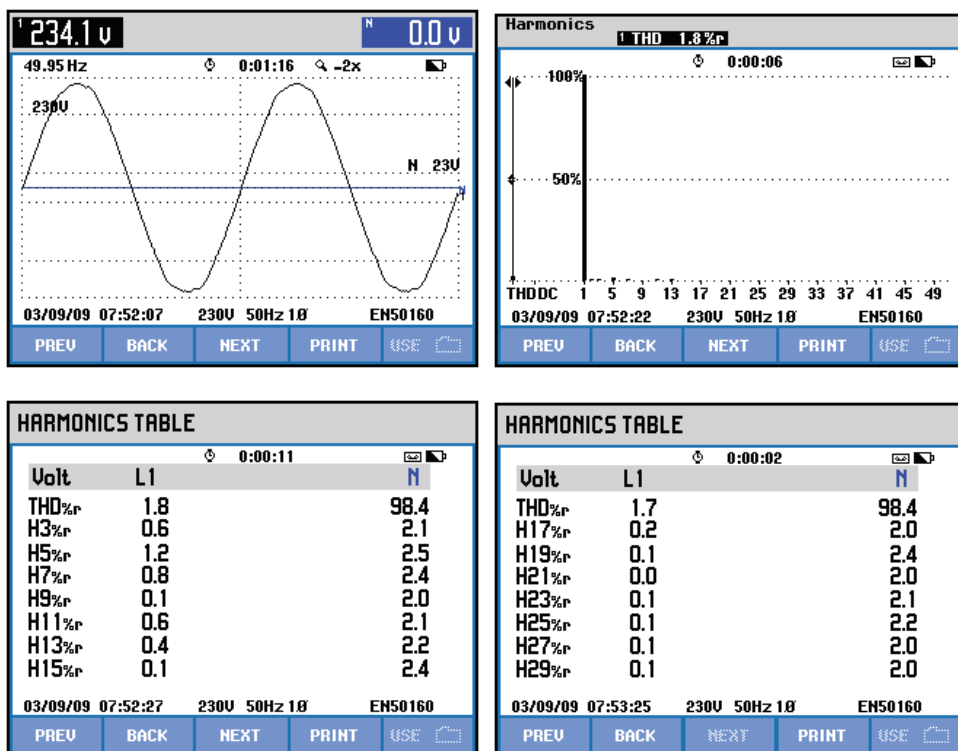 1 234.1 V N 0.0 V
49.95 Hz 0:01:16 -2x
230V
N 23V
03/09/09 07:52:07 230V 50Hz 1Ø EN50160
PREV BACK NEXT PRINT USE
Harmonics
1 THD 1.8%r
0:00:06
100%
50%
THDDC 1 5 9 13 17 21 25 29 33 37 41 45 49
03/09/09 07:52:22 230V 50Hz 1Ø EN50160
PREV BACK NEXT PRINT USE
HARMONICS TABLE
0:00:11
Volt L1 N
THD%r 1.8 98.4
H3%r 0.6 2.1
H5%r 1.2 2.5
H7%r 0.8 2.4
H9%r 0.1 2.0
H11%r 0.6 2.1
H13%r 0.4 2.2
H15%r 0.1 2.4
03/09/09 07:52:27 230V 50Hz 1Ø EN50160
PREV BACK NEXT PRINT USE
HARMONICS TABLE
0:00:02
Volt L1 N
THD%r 1.7 98.4
H17%r 0.2 2.0
H19%r 0.1 2.4
H21%r 0.0 2.0
H23%r 0.1 2.1
H25%r 0.1 2.2
H27%r 0.1 2.0
H29%r 0.1 2.0
03/09/09 07:53:25 230V 50Hz 1Ø EN50160
PREV BACK NEXT PRINT USE